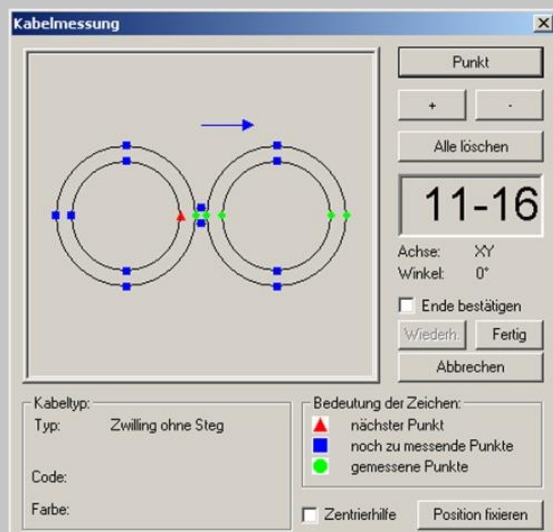 Kabelmessung
Punkt
+ -
Alle löschen
11-16
Achse: XY
Winkel: 0°
Ende bestätigen
Wiederh. Fertig
Abbrechen
Kabeltyp:
Typ: Zwilling ohne Steg
Code:
Farbe:
Bedeutung der Zeichen:
nächster Punkt
noch zu messende Punkte
gemessene Punkte
Zentrierhilfe Position fixieren